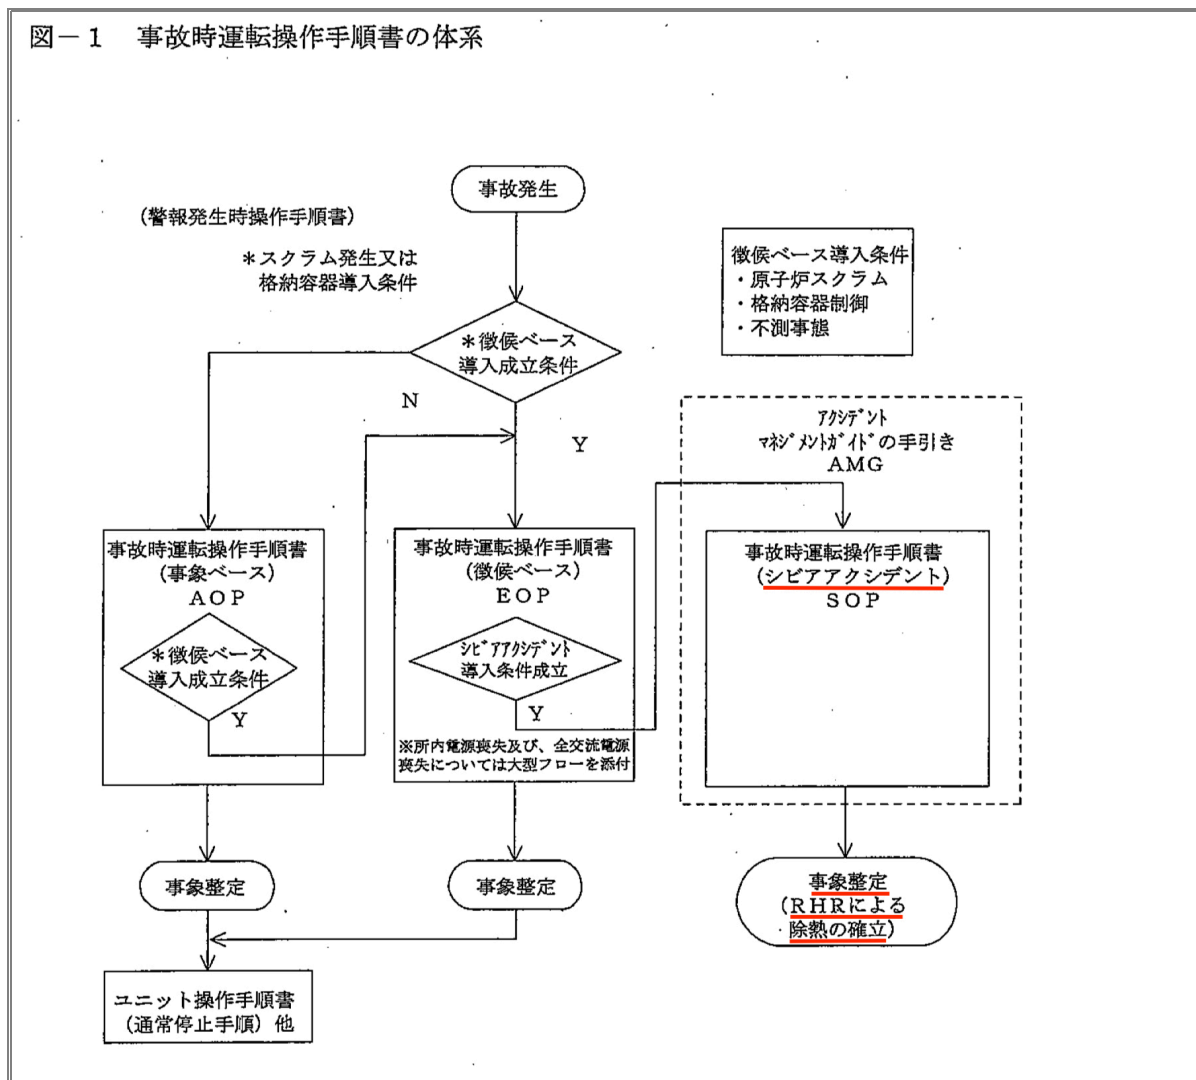 図－1 事故時運転操作手順書の体系
事故発生
(警報発生時操作手順書)
＊スクラム発生又は
格納容器導入条件
徴候ベース導入条件
・原子炉スクラム
・格納容器制御
・不測事態
＊徴候ベース
導入成立条件
N
Y
アクシデント
マネジメントガイドの手引き
AMG
事故時運転操作手順書
(事象ベース)
AOP
＊徴候ベース
導入成立条件
Y
事故時運転操作手順書
(徴候ベース)
EOP
シビアアクシデント
導入条件成立
Y
※所内電源喪失及び、全交流電源
喪失については大型フローを添付
事故時運転操作手順書
(シビアアクシデント)
SOP
事象整定
事象整定
事象整定
(RHRによる
除熱の確立)
ユニット操作手順書
(通常停止手順)他